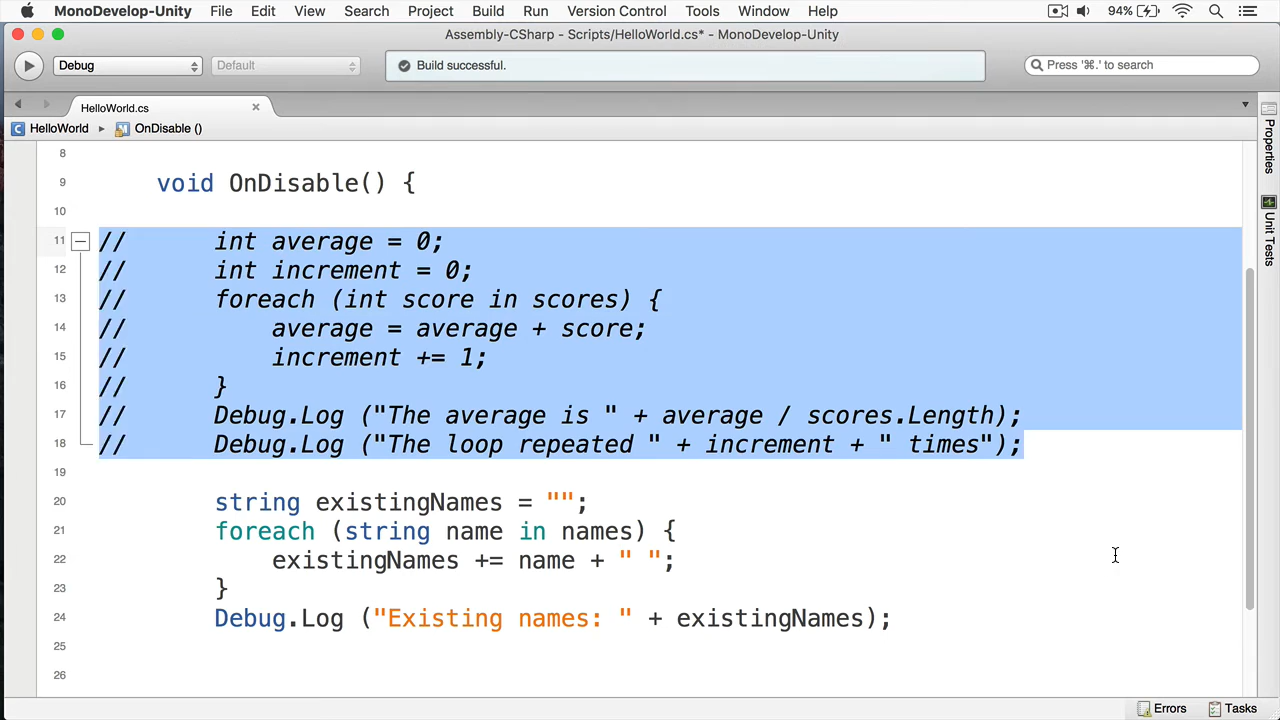 MonoDevelop-Unity File Edit View Search Project Build Run Version Control Tools Window Help 94%
Assembly-CSharp - Scripts/HelloWorld.cs* - MonoDevelop-Unity
Debug Default Build successful. Press '⌘.' to search
HelloWorld.cs
C HelloWorld OnDisable ()
Properties
Unit Tests
8
9 void OnDisable() {
10
11 // int average = 0;
12 // int increment = 0;
13 // foreach (int score in scores) {
14 // average = average + score;
15 // increment += 1;
16 // }
17 // Debug.Log ("The average is " + average / scores.Length);
18 // Debug.Log ("The loop repeated " + increment + " times");
19
20 string existingNames = "";
21 foreach (string name in names) {
22 existingNames += name + " ";
23 }
24 Debug.Log ("Existing names: " + existingNames);
25
26
Errors Tasks